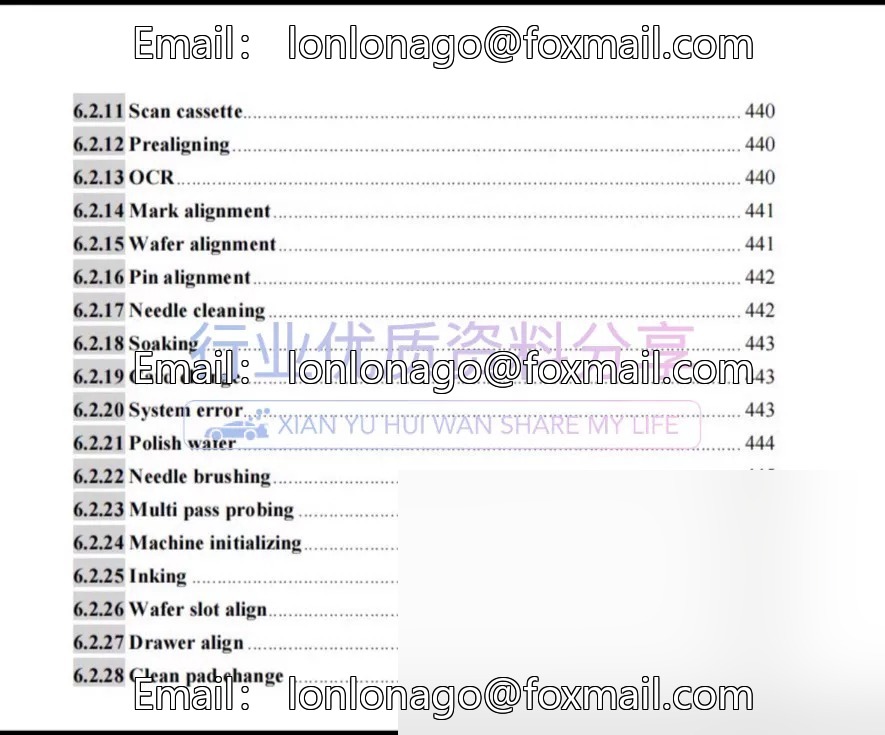 Email： lonlonago@foxmail.com
6.2.11 Scan cassette........ 440
6.2.12 Prealigning........ 440
6.2.13 OCR........ 440
6.2.14 Mark alignment........ 441
6.2.15 Wafer alignment........ 441
6.2.16 Pin alignment........ 442
6.2.17 Needle cleaning........ 442
行业优质资料分享
6.2.18 Soaking........ 443
Email： lonlonago@foxmail.com
6.2.19
6.2.20 System error........ 443
XIAN YU HUI WAN SHARE MY LIFE
6.2.21 Polish wafer........ 444
6.2.22 Needle brushing........
6.2.23 Multi pass probing........
6.2.24 Machine initializing........
6.2.25 Inking........
6.2.26 Wafer slot align........
6.2.27 Drawer align........
6.2.28 Clean pad change........
Email： lonlonago@foxmail.com